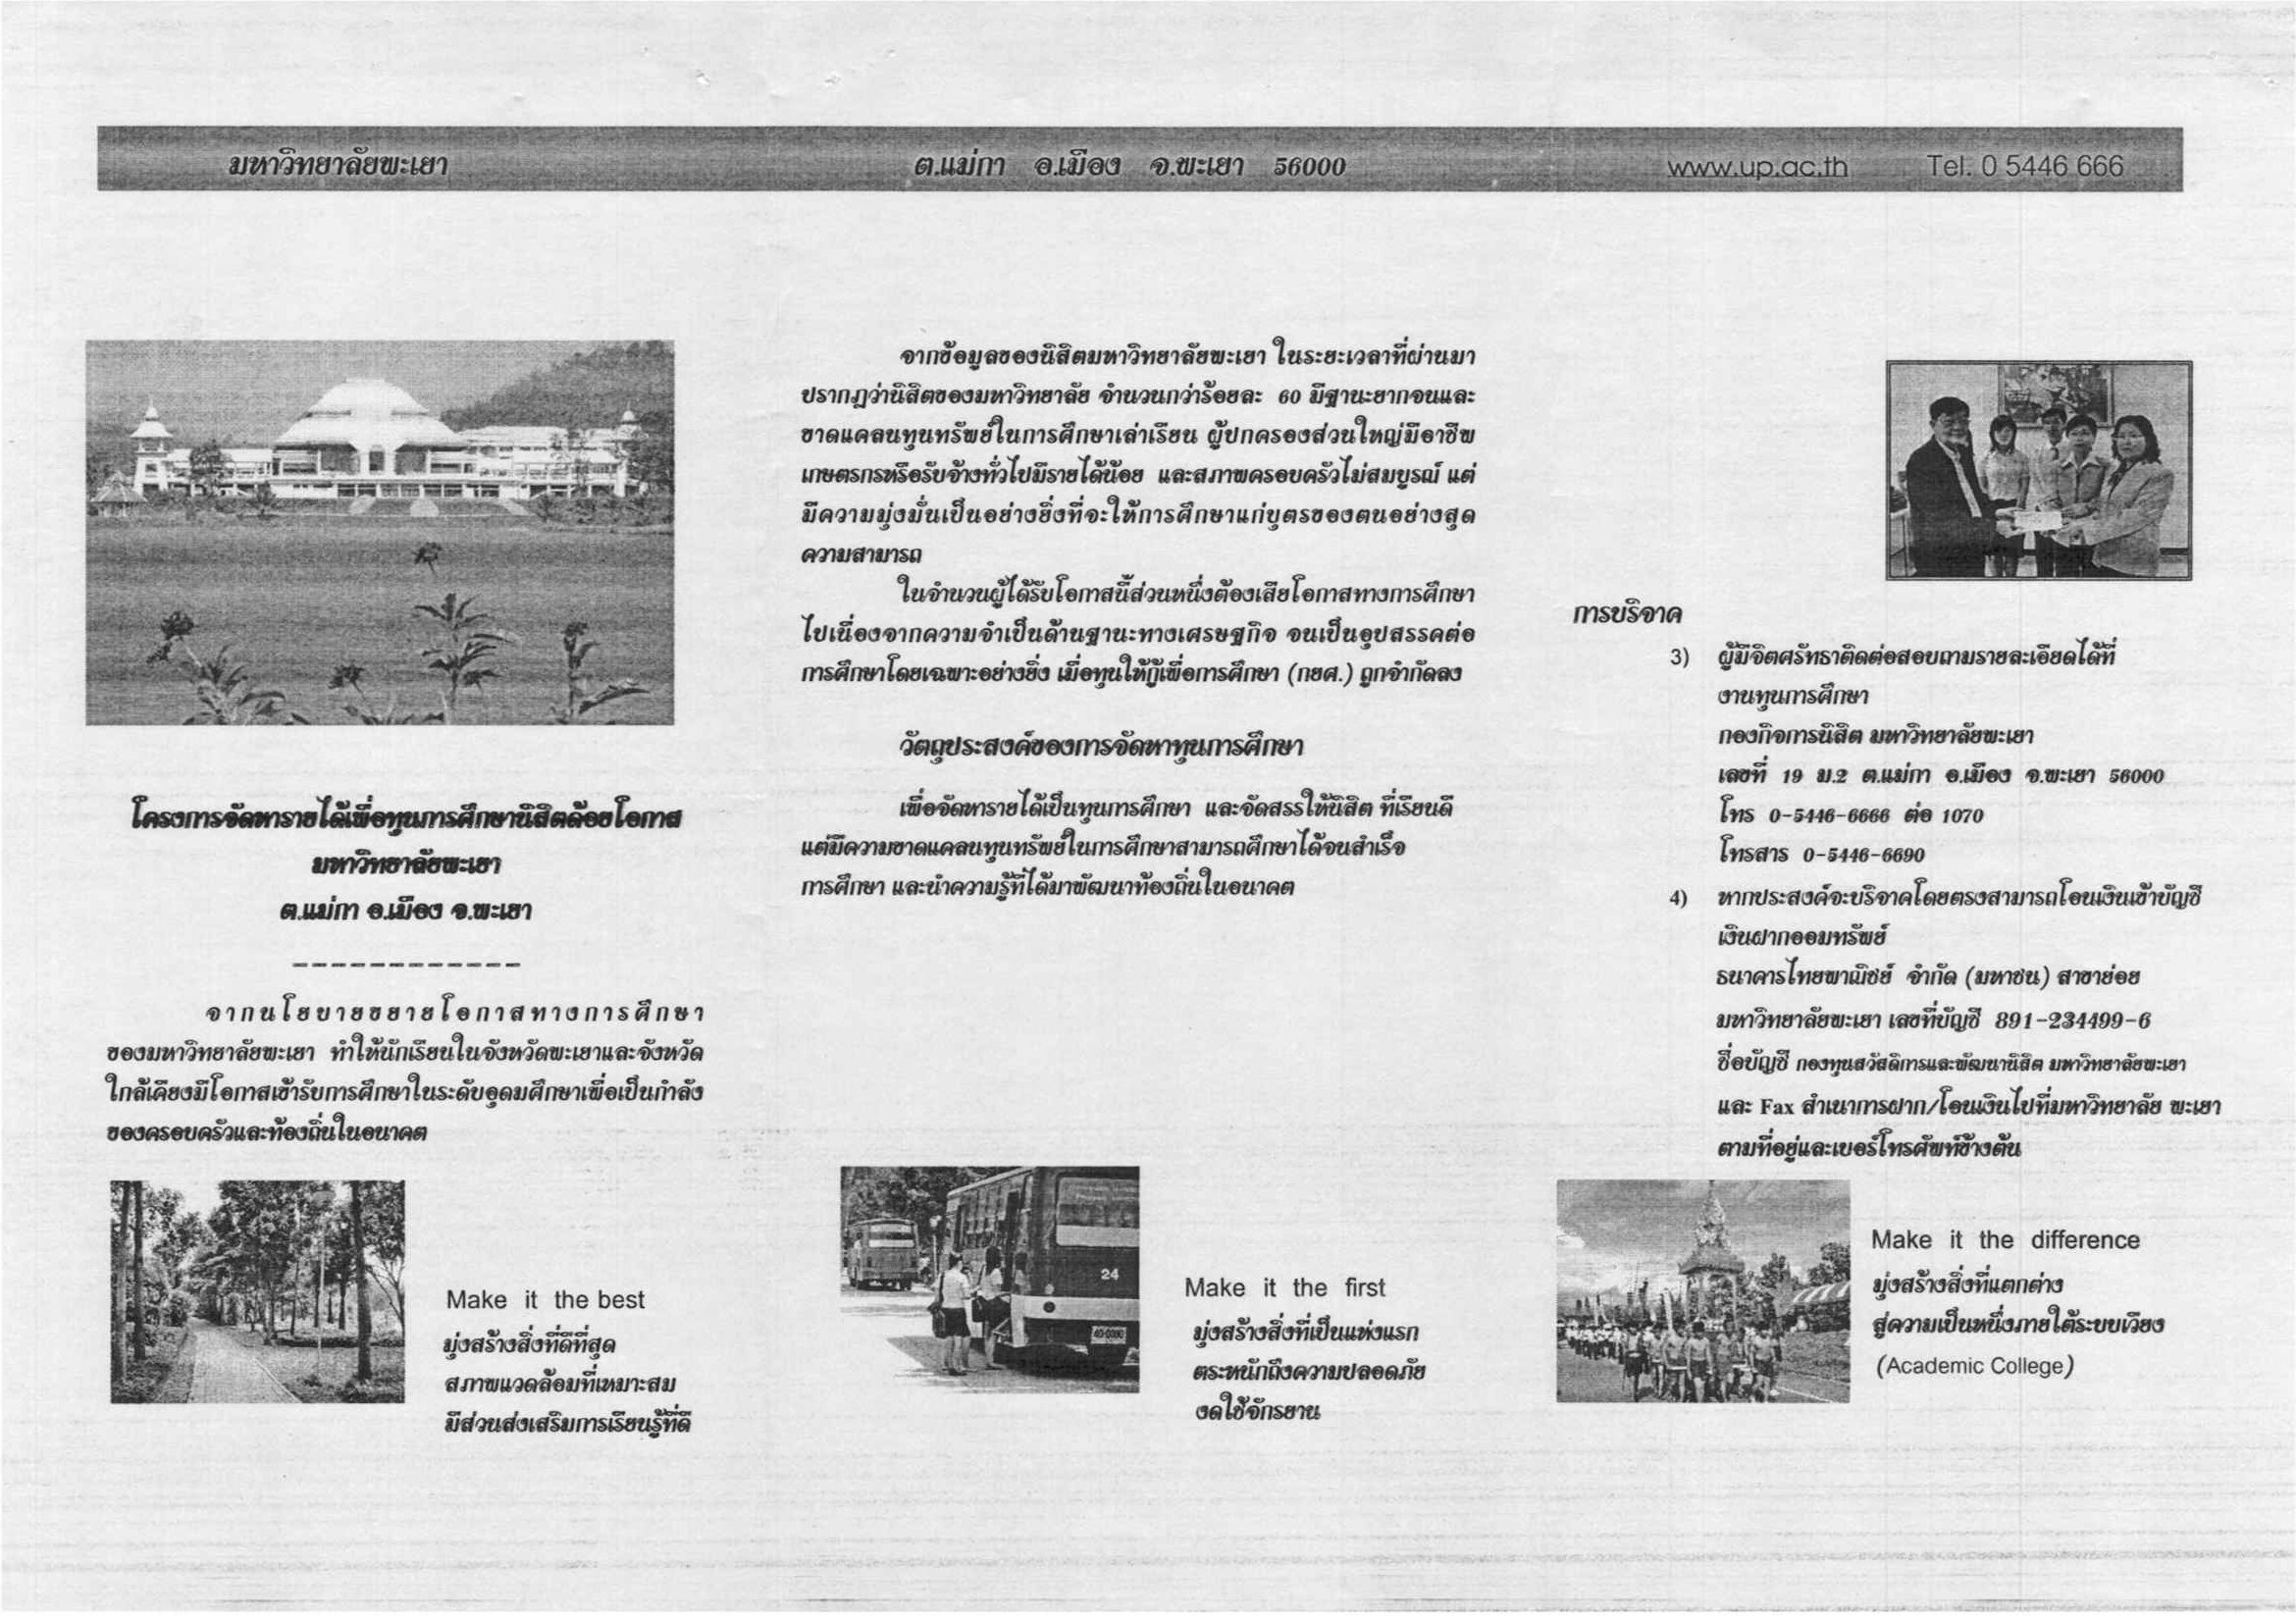 มหาวิทยาลัยพะเยา ต.แม่กา อ.เมือง จ.พะเยา 56000 www.up.ac.th Tel. 0 5446 666
โครงการจัดหารายได้เพื่อทุนการศึกษานิสิตด้อยโอกาส
มหาวิทยาลัยพะเยา
ต.แม่กา อ.เมือง จ.พะเยา
------------
จากนโยบายขยายโอกาสทางการศึกษา
ของมหาวิทยาลัยพะเยา ทำให้นักเรียนในจังหวัดพะเยาและจังหวัด
ใกล้เคียงมีโอกาสเข้ารับการศึกษาในระดับอุดมศึกษาเพื่อเป็นกำลัง
ของครอบครัวและท้องถิ่นในอนาคต
Make it the best
มุ่งสร้างสิ่งที่ดีที่สุด
สภาพแวดล้อมที่เหมาะสม
มีส่วนส่งเสริมการเรียนรู้ที่ดี
จากข้อมูลของนิสิตมหาวิทยาลัยพะเยา ในระยะเวลาที่ผ่านมา
ปรากฏว่านิสิตของมหาวิทยาลัย จำนวนกว่าร้อยละ 60 มีฐานะยากจนและ
ขาดแคลนทุนทรัพย์ในการศึกษาเล่าเรียน ผู้ปกครองส่วนใหญ่มีอาชีพ
เกษตรกรหรือรับจ้างทั่วไปมีรายได้น้อย และสภาพครอบครัวไม่สมบูรณ์ แต่
มีความมุ่งมั่นเป็นอย่างยิ่งที่จะให้การศึกษาแก่บุตรของตนอย่างสุด
ความสามารถ
ในจำนวนผู้ได้รับโอกาสนี้ส่วนหนึ่งต้องเสียโอกาสทางการศึกษา
ไปเนื่องจากความจำเป็นด้านฐานะทางเศรษฐกิจ จนเป็นอุปสรรคต่อ
การศึกษาโดยเฉพาะอย่างยิ่ง เมื่อทุนให้กู้เพื่อการศึกษา (กยศ.) ถูกจำกัดลง
วัตถุประสงค์ของการจัดหาทุนการศึกษา
เพื่อจัดหารายได้เป็นทุนการศึกษา และจัดสรรให้นิสิต ที่เรียนดี
แต่มีความขาดแคลนทุนทรัพย์ในการศึกษาสามารถศึกษาได้จนสำเร็จ
การศึกษา และนำความรู้ที่ได้มาพัฒนาท้องถิ่นในอนาคต
24
40-0080
Make it the first
มุ่งสร้างสิ่งที่เป็นแห่งแรก
ตระหนักถึงความปลอดภัย
งดใช้จักรยาน
การบริจาค
3) ผู้มีจิตศรัทธาติดต่อสอบถามรายละเอียดได้ที่
งานทุนการศึกษา
กองกิจการนิสิต มหาวิทยาลัยพะเยา
เลขที่ 19 ม.2 ต.แม่กา อ.เมือง จ.พะเยา 56000
โทร 0-5446-6666 ต่อ 1070
โทรสาร 0-5446-6690
4) หากประสงค์จะบริจาคโดยตรงสามารถโอนเงินเข้าบัญชี
เงินฝากออมทรัพย์
ธนาคารไทยพาณิชย์ จำกัด (มหาชน) สาขาย่อย
มหาวิทยาลัยพะเยา เลขที่บัญชี 891-234499-6
ชื่อบัญชี กองทุนสวัสดิการและพัฒนานิสิต มหาวิทยาลัยพะเยา
และ Fax สำเนาการฝาก/โอนเงินไปที่มหาวิทยาลัย พะเยา
ตามที่อยู่และเบอร์โทรศัพท์ข้างต้น
Make it the difference
มุ่งสร้างสิ่งที่แตกต่าง
สู่ความเป็นหนึ่งภายใต้ระบบเวียง
(Academic College)